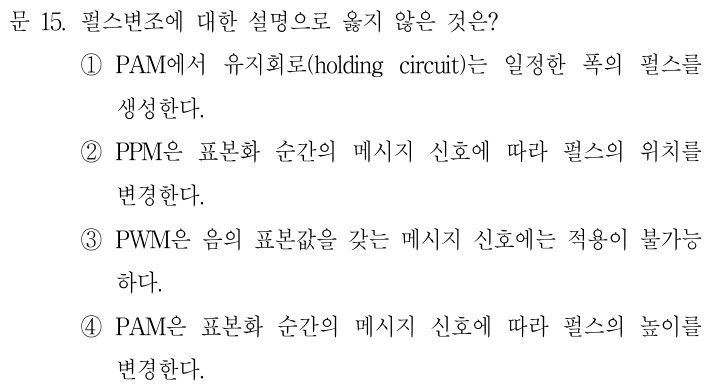 문 15. 펄스변조에 대한 설명으로 옳지 않은 것은?
① PAM에서 유지회로(holding circuit)는 일정한 폭의 펄스를
생성한다.
② PPM은 표본화 순간의 메시지 신호에 따라 펄스의 위치를
변경한다.
③ PWM은 음의 표본값을 갖는 메시지 신호에는 적용이 불가능
하다.
④ PAM은 표본화 순간의 메시지 신호에 따라 펄스의 높이를
변경한다.